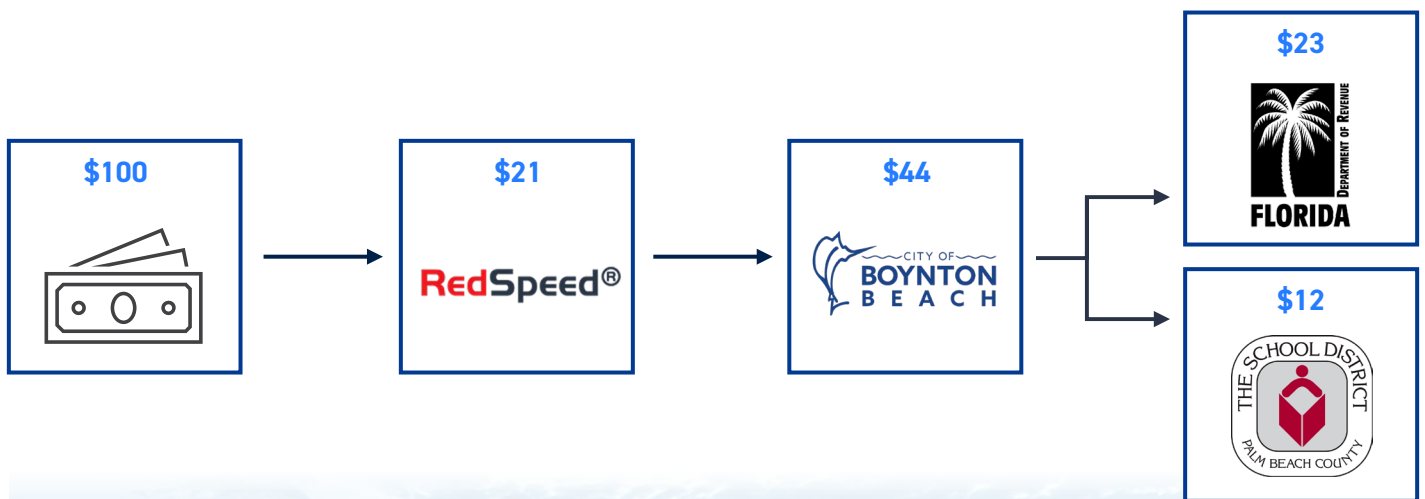 $100
$21
RedSpeed®
$44
CITY OF
BOYNTON
BEACH
$23
DEPARTMENT OF REVENUE
FLORIDA
$12
THE SCHOOL DISTRICT
PALM BEACH COUNTY